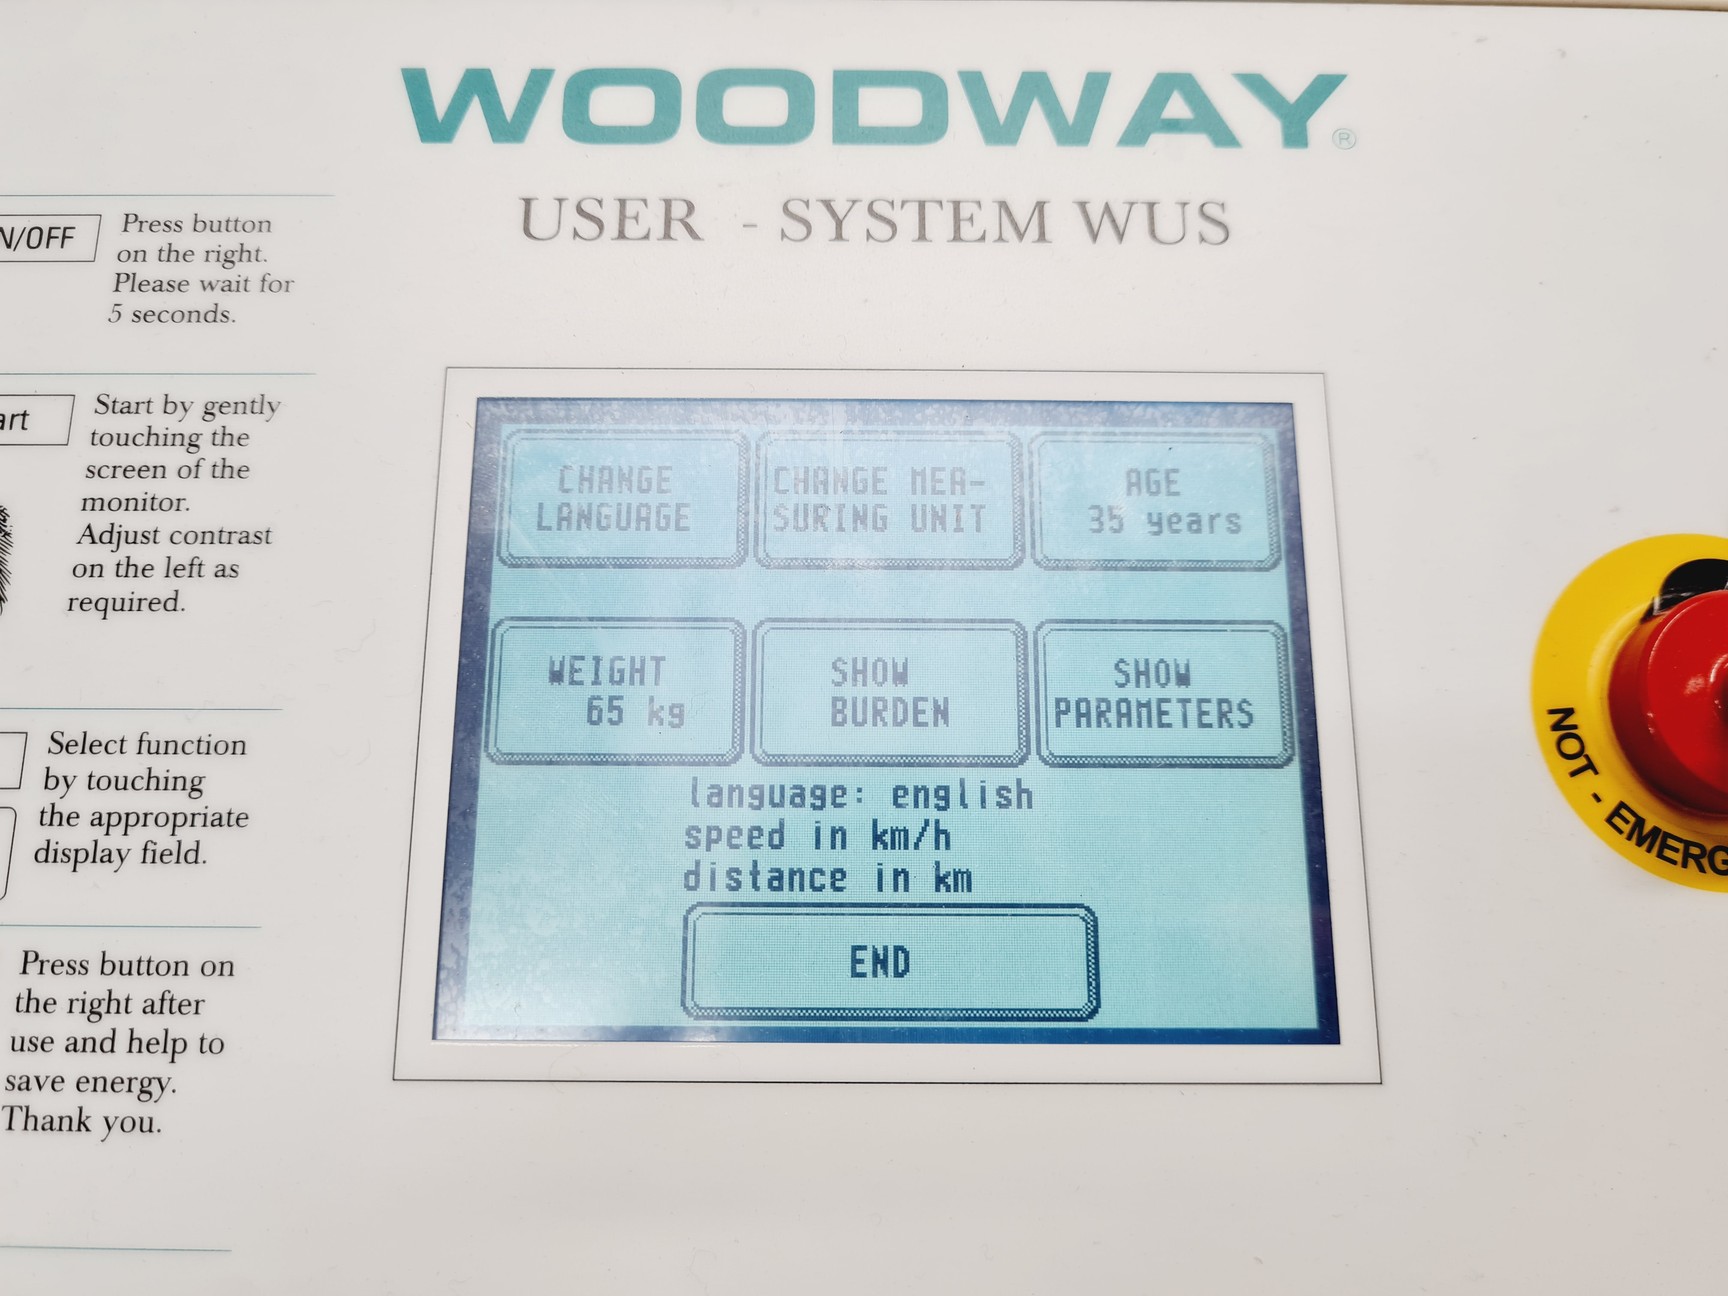 WOODWAY®
USER - SYSTEM WUS
N/OFF
Press button
on the right.
Please wait for
5 seconds.
art
Start by gently
touching the
screen of the
monitor.
Adjust contrast
on the left as
required.
Select function
by touching
the appropriate
display field.
Press button on
the right after
use and help to
save energy.
Thank you.
CHANGE
LANGUAGE
CHANGE MEA-
SURING UNIT
AGE
35 years
WEIGHT
65 kg
SHOW
BURDEN
SHOW
PARAMETERS
language: english
speed in km/h
distance in km
END
NOT - EMERG